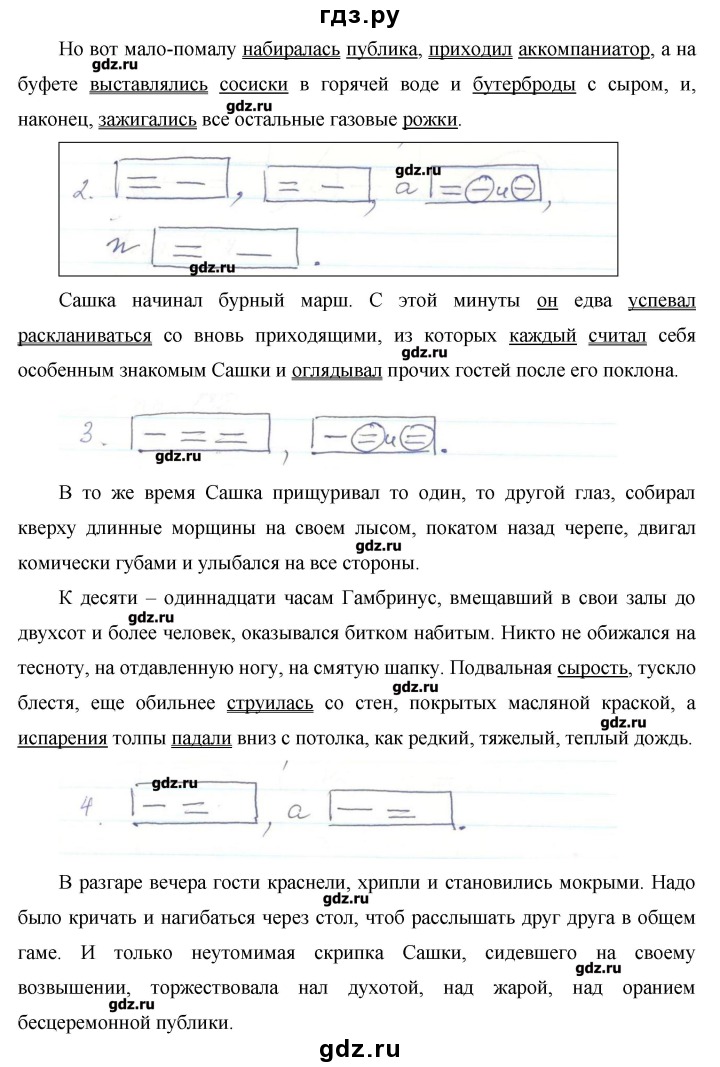 гдз.ру
Но вот мало-помалу набиралась публика, приходил аккомпаниатор, а на
gdz.ru
буфете выставлялись сосиски в горячей воде и бутерброды с сыром, и,
gdz.ru
наконец, зажигались все остальные газовые рожки.
gdz.ru
2. = – , = – , а = – и – ,
и = – .
gdz.ru
Сашка начинал бурный марш. С этой минуты он едва успевал
раскланиваться со вновь приходящими, из которых каждый считал себя
gdz.ru
особенным знакомым Сашки и оглядывал прочих гостей после его поклона.
3. – = = , – = и = .
gdz.ru
В то же время Сашка прищуривал то один, то другой глаз, собирал
кверху длинные морщины на своем лысом, покатом назад черепе, двигал
gdz.ru
комически губами и улыбался на все стороны.
К десяти – одиннадцати часам Гамбринус, вмещавший в свои залы до
gdz.ru
двухсот и более человек, оказывался битком набитым. Никто не обижался на
тесноту, на отдавленную ногу, на смятую шапку. Подвальная сырость, тускло
gdz.ru
блестя, еще обильнее струилась со стен, покрытых масляной краской, а
gdz.ru
испарения толпы падали вниз с потолка, как редкий, тяжелый, теплый дождь.
gdz.ru
4. – = , а – = .
В разгаре вечера гости краснели, хрипли и становились мокрыми. Надо
gdz.ru
было кричать и нагибаться через стол, чтоб расслышать друг друга в общем
гаме. И только неутомимая скрипка Сашки, сидевшего на своему
gdz.ru
возвышении, торжествовала нал духотой, над жарой, над оранием
gdz.ru
бесцеремонной публики.
gdz.ru